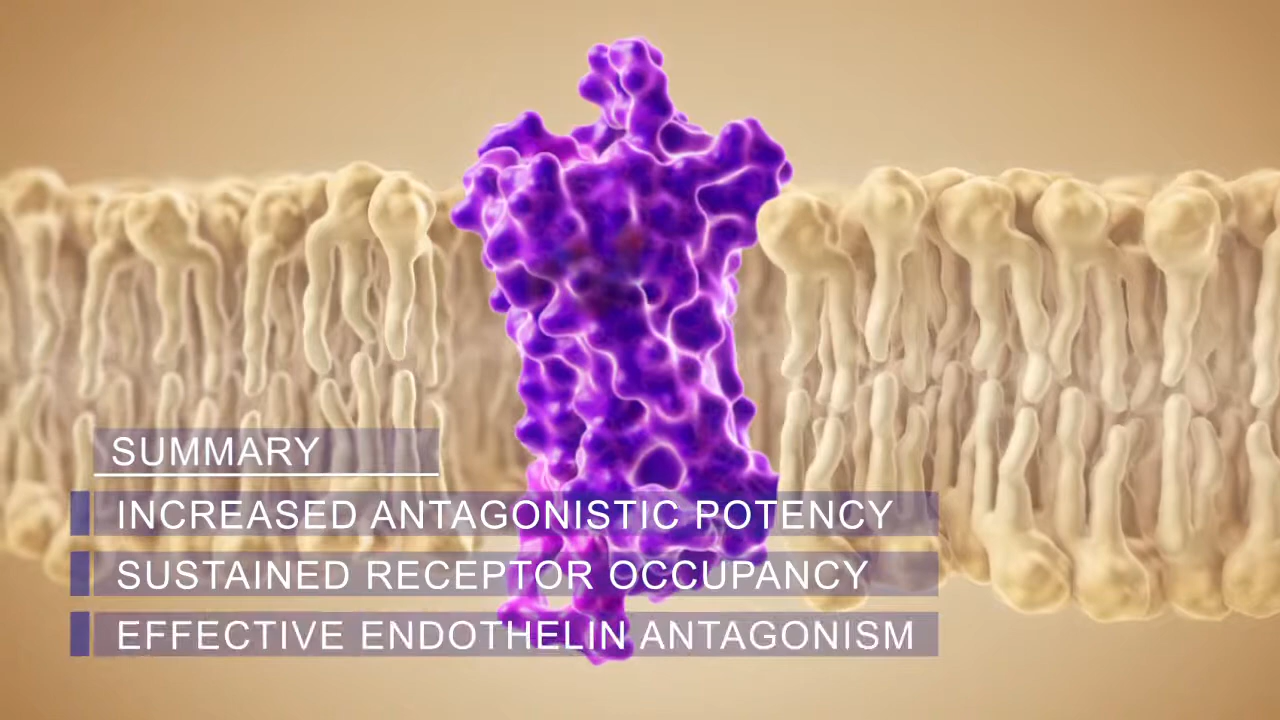 SUMMARY
INCREASED ANTAGONISTIC POTENCY
SUSTAINED RECEPTOR OCCUPANCY
EFFECTIVE ENDOTHELIN ANTAGONISM